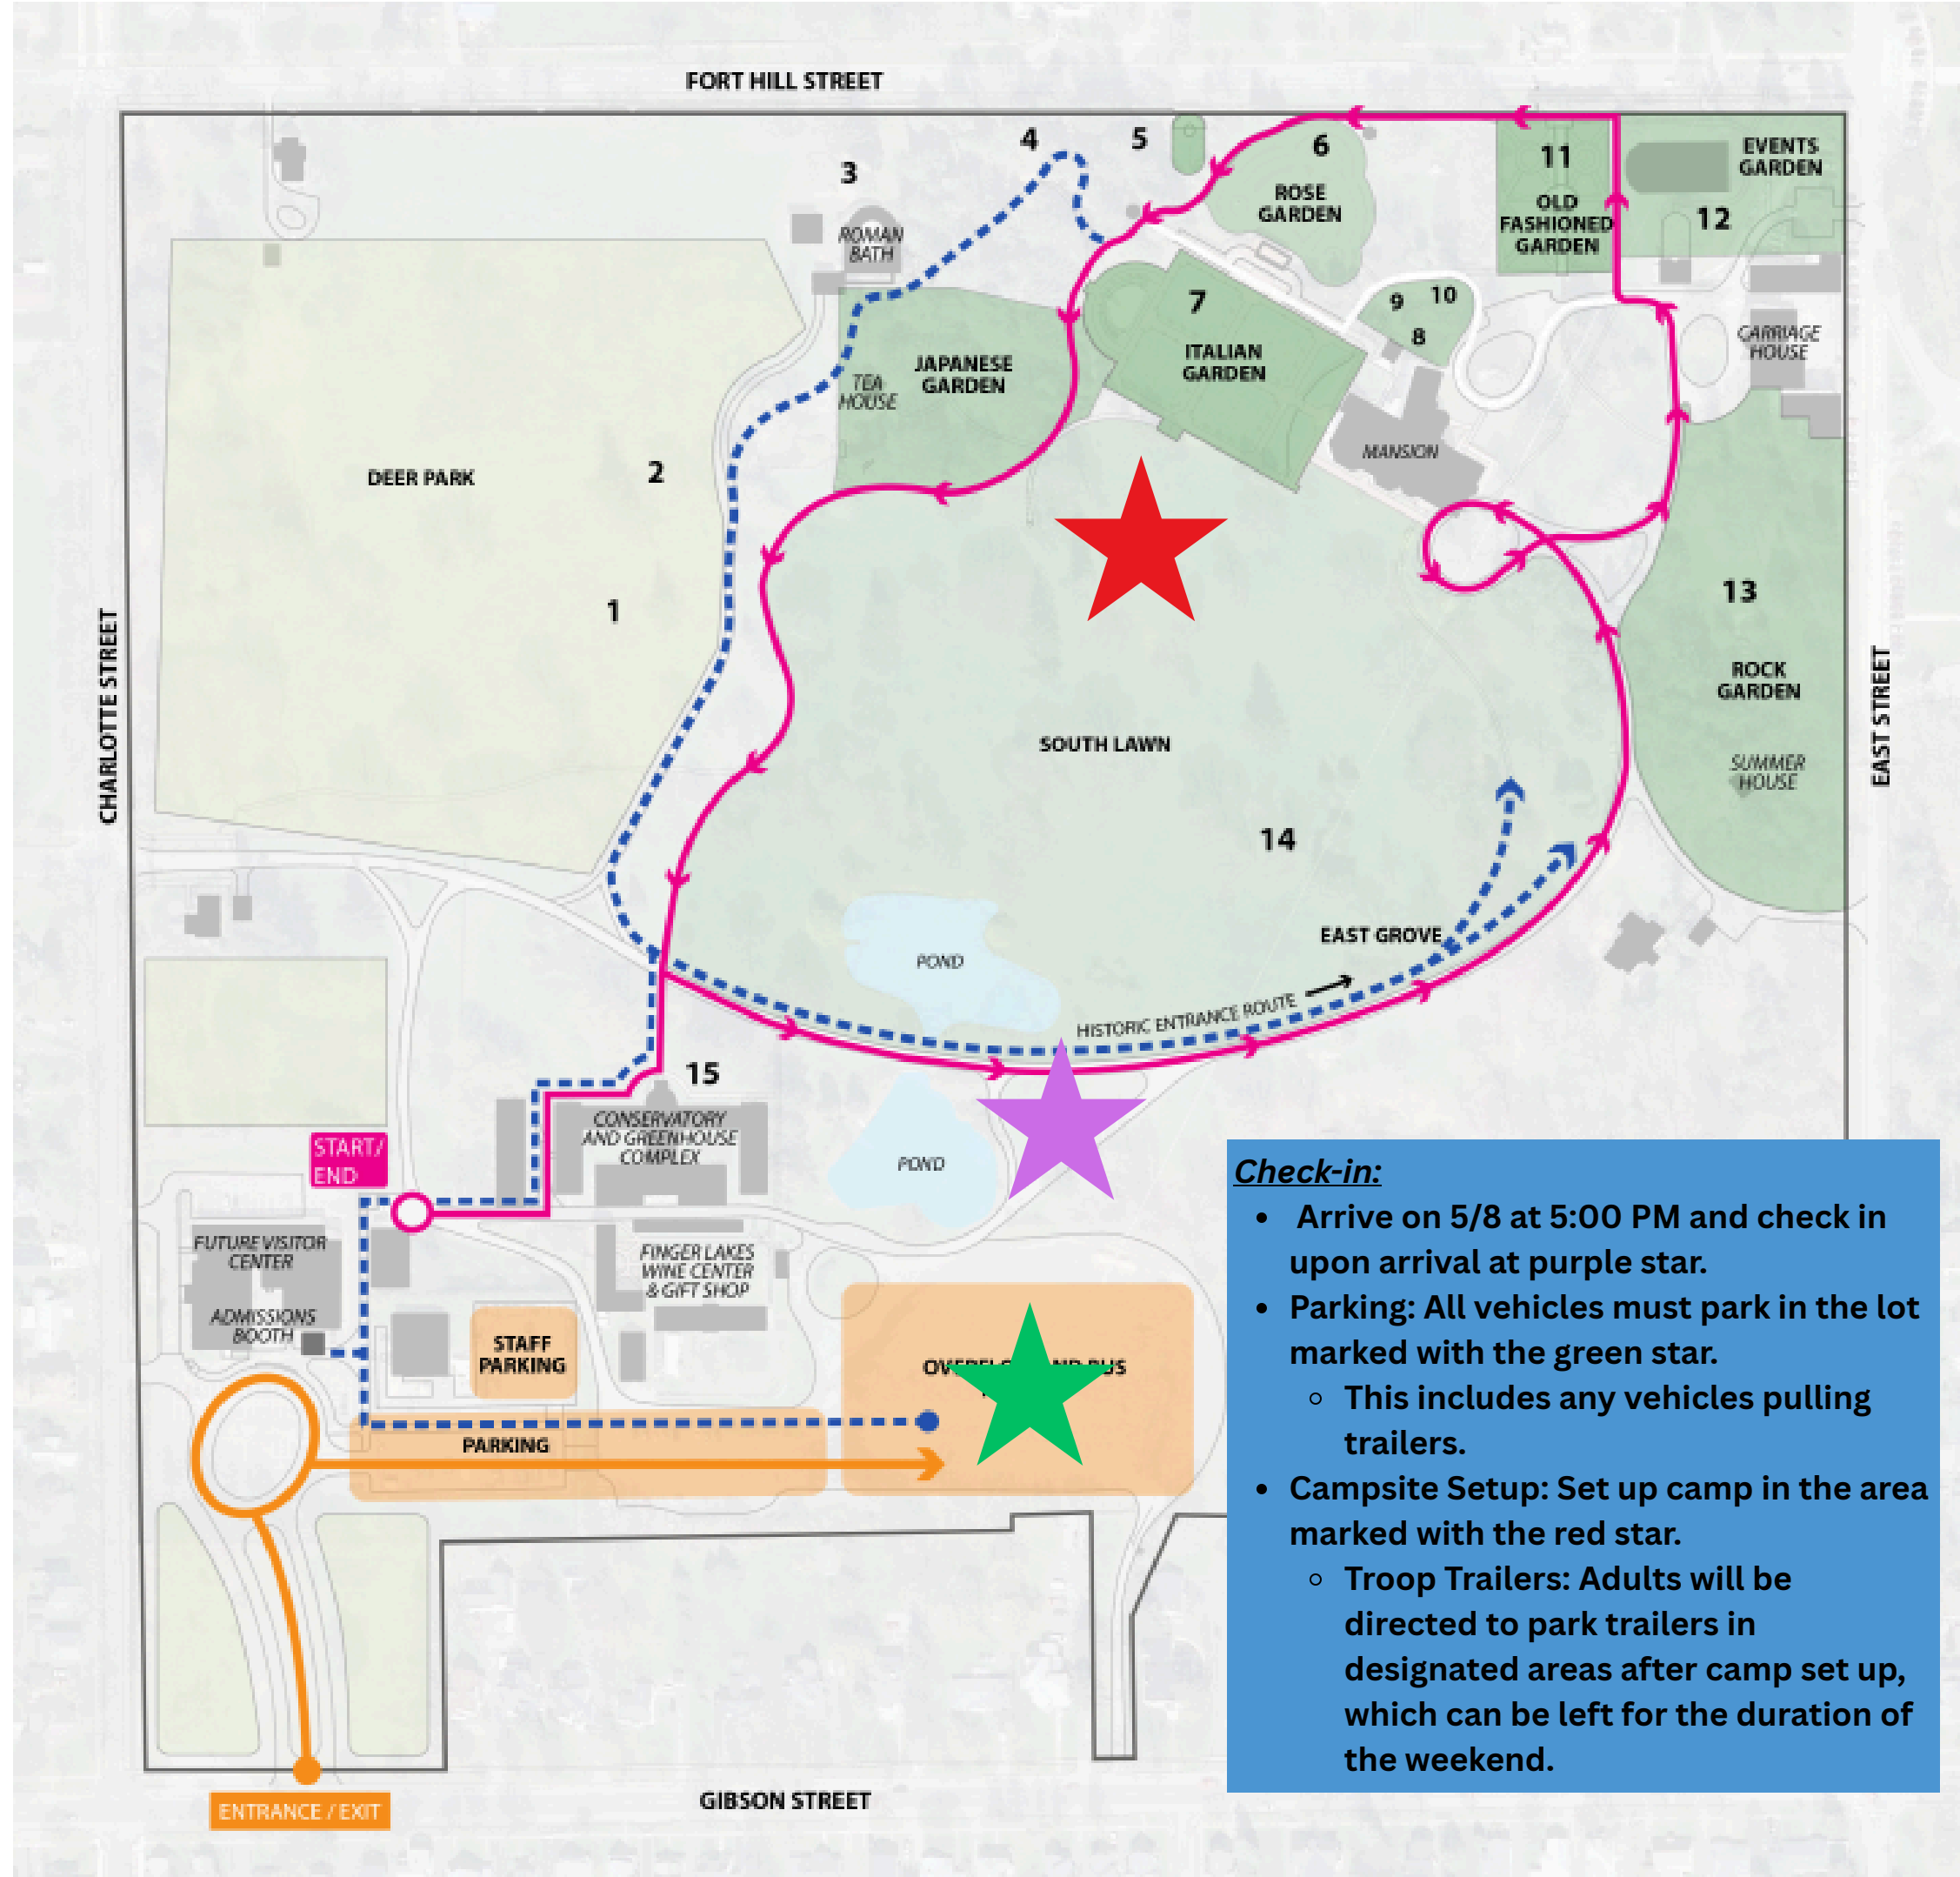 FORT HILL STREET
4
5
6
3
11
EVENTS
GARDEN
ROSE
GARDEN
OLD
FASHIONED
GARDEN
12
ROMAN
BATH
7
9
10
8
CARRIAGE
HOUSE
JAPANESE
GARDEN
ITALIAN
GARDEN
TEA
HOUSE
MANSION
DEER PARK
2
1
13
CHARLOTTE STREET
ROCK
GARDEN
EAST STREET
SOUTH LAWN
SUMMER
HOUSE
14
EAST GROVE
POND
HISTORIC ENTRANCE ROUTE
15
CONSERVATORY
AND GREENHOUSE
COMPLEX
START/
END
POND
FUTURE VISITOR
CENTER
FINGER LAKES
WINE CENTER
& GIFT SHOP
ADMISSIONS
BOOTH
STAFF
PARKING
PARKING
ENTRANCE / EXIT
GIBSON STREET
Check-in:
• Arrive on 5/8 at 5:00 PM and check in
upon arrival at purple star.
• Parking: All vehicles must park in the lot
marked with the green star.
○ This includes any vehicles pulling
trailers.
• Campsite Setup: Set up camp in the area
marked with the red star.
○ Troop Trailers: Adults will be
directed to park trailers in
designated areas after camp set up,
which can be left for the duration of
the weekend.